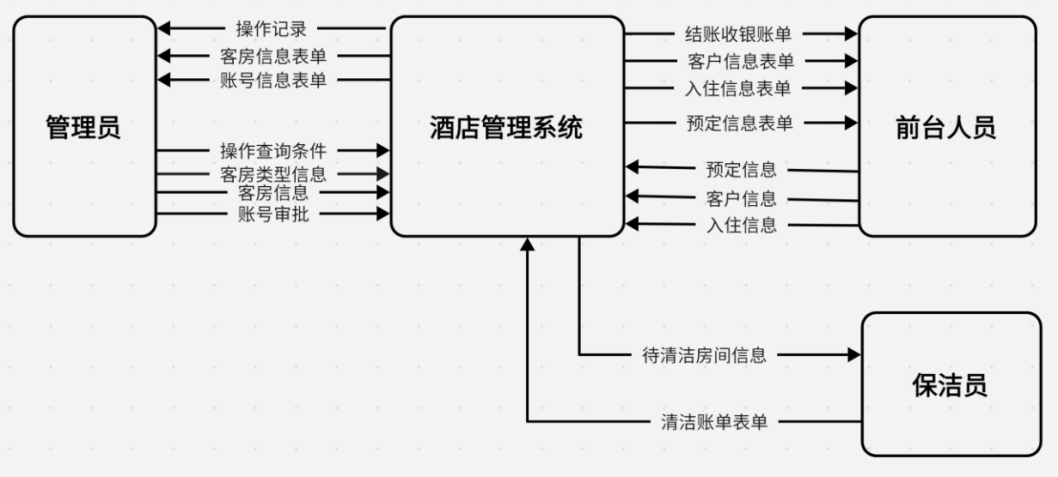 操作记录
客房信息表单
账号信息表单
管理员
操作查询条件
客房类型信息
客房信息
账号审批
酒店管理系统
结账收银账单
客户信息表单
入住信息表单
预定信息表单
前台人员
预定信息
客户信息
入住信息
待清洁房间信息
保洁员
清洁账单表单